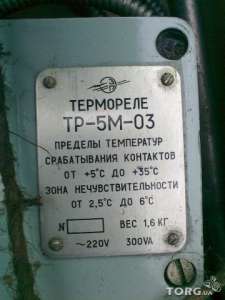 ТЕРМОРЕЛЕ
ТР-5М-03
ПРЕДЕЛЫ ТЕМПЕРАТУР
СРАБАТЫВАНИЯ КОНТАКТОВ
ОТ +5°С ДО +35°С
ЗОНА НЕЧУВСТВИТЕЛЬНОСТИ
ОТ 2,5°С ДО 6°С
N ВЕС 1,6 КГ
~220V 300VA
TORG.UA